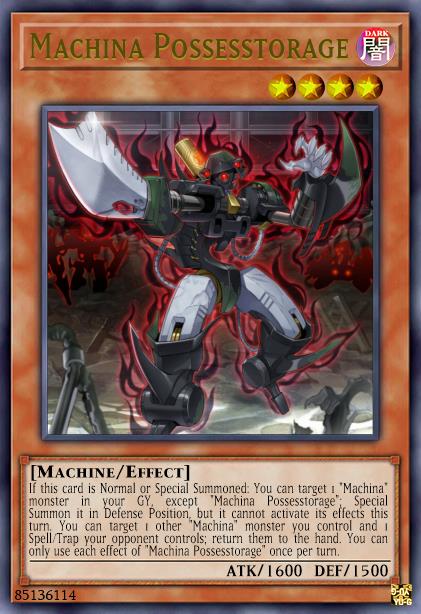 MACHINA POSSESSTORAGE
DARK
闇
[MACHINE/EFFECT]
If this card is Normal or Special Summoned: You can target 1 "Machina"
monster in your GY, except "Machina Possesstorage"; Special
Summon it in Defense Position, but it cannot activate its effects this
turn. You can target 1 other "Machina" monster you control and 1
Spell/Trap your opponent controls; return them to the hand. You can
only use each effect of "Machina Possesstorage" once per turn.
ATK/1600 DEF/1500
85136114